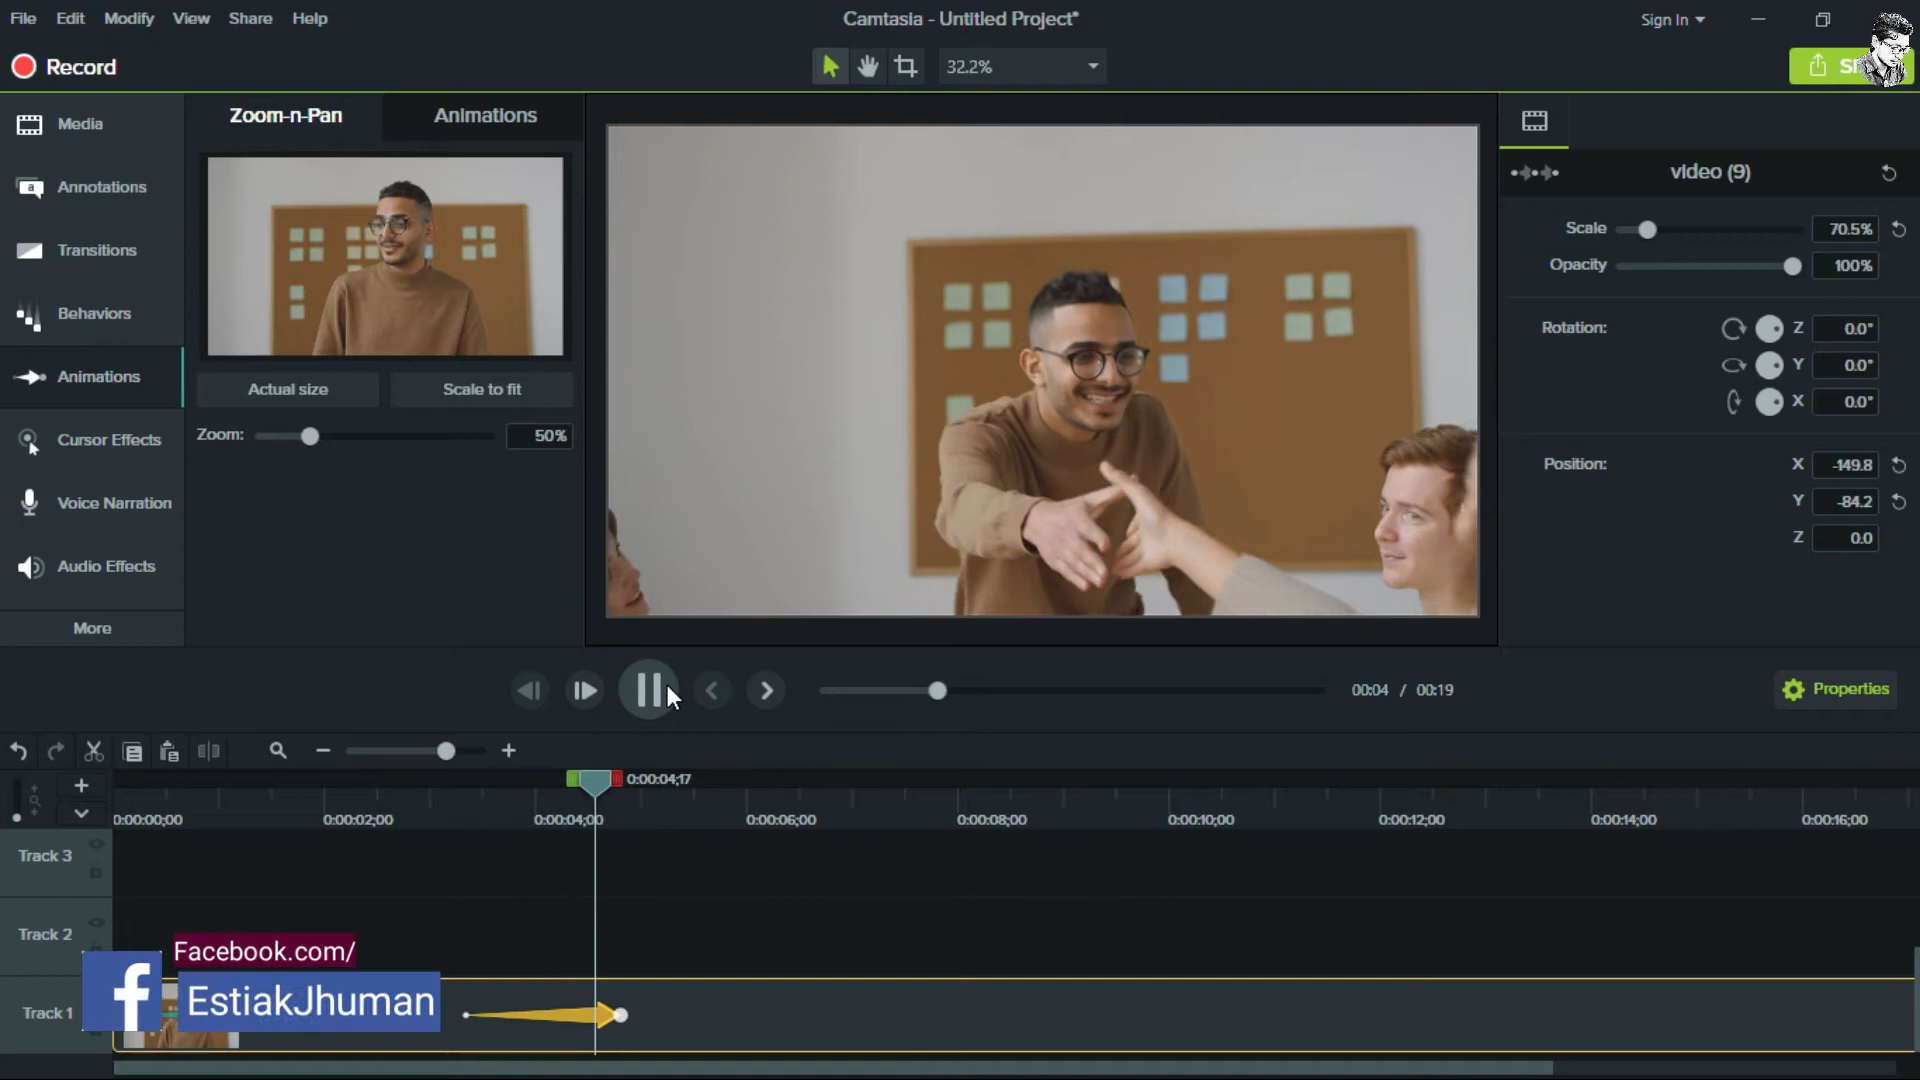 File Edit Modify View Share Help
Camtasia - Untitled Project*
Sign In
Record
32.2%
Media
Annotations
Transitions
Behaviors
Animations
Cursor Effects
Voice Narration
Audio Effects
More
Zoom-n-Pan Animations
Actual size Scale to fit
Zoom: 50%
video (9)
Scale 70.5%
Opacity 100%
Rotation: Z 0.0°
Y 0.0°
X 0.0°
Position: X -149.8
Y -84.2
Z 0.0
00:04 / 00:19
Properties
0:00:04;17
0:00:00;00 0:00:02;00 0:00:04;00 0:00:06;00 0:00:08;00 0:00:10;00 0:00:12;00 0:00:14;00 0:00:16;00
Track 3
Track 2
Track 1
Facebook.com/
f EstiakJhuman